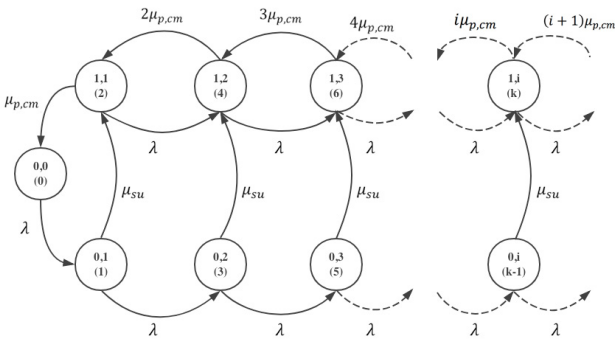 2μp,cm 3μp,cm 4μp,cm iμp,cm (i + 1)μp,cm
1,1 1,2 1,3 1,i
(2) (4) (6) (k)
μp,cm
λ λ λ λ λ
0,0
(0)
μsu μsu μsu μsu
λ
0,1 0,2 0,3 0,i
(1) (3) (5) (k-1)
λ λ λ λ λ